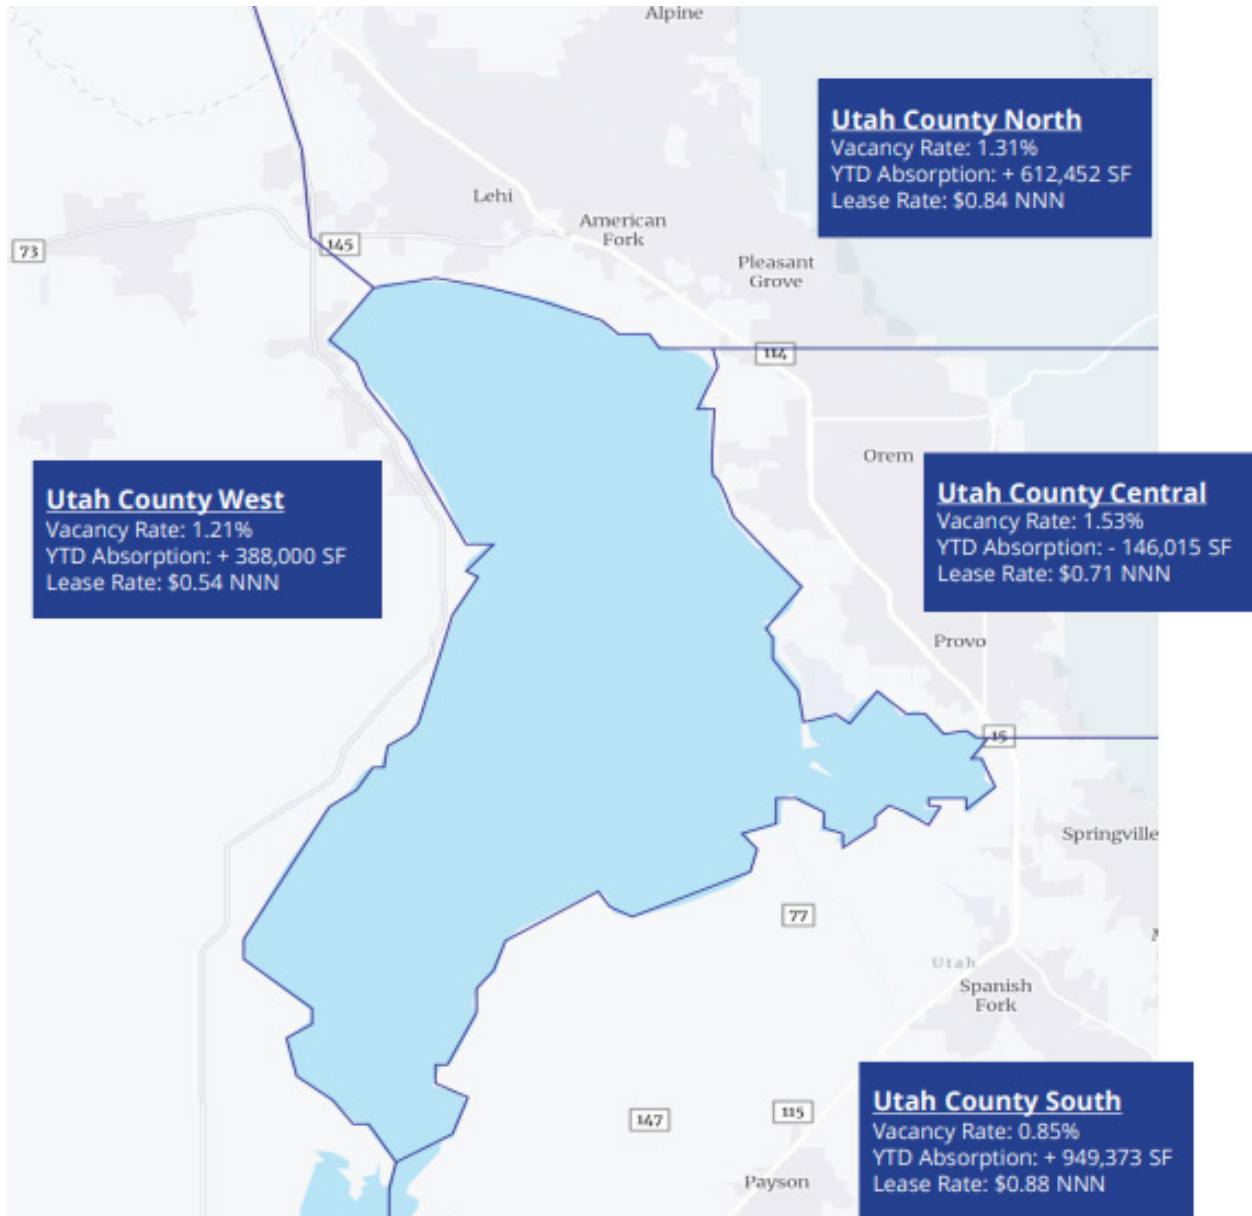 Alpine
Utah County North
Vacancy Rate: 1.31%
YTD Absorption: + 612,452 SF
Lease Rate: $0.84 NNN
Lehi
American
Fork
73
145
Pleasant
Grove
114
Orem
Utah County West
Vacancy Rate: 1.21%
YTD Absorption: + 388,000 SF
Lease Rate: $0.54 NNN
Utah County Central
Vacancy Rate: 1.53%
YTD Absorption: - 146,015 SF
Lease Rate: $0.71 NNN
Provo
15
Springville
77
Utah
Spanish
Fork
Utah County South
Vacancy Rate: 0.85%
YTD Absorption: + 949,373 SF
Lease Rate: $0.88 NNN
147
115
Payson